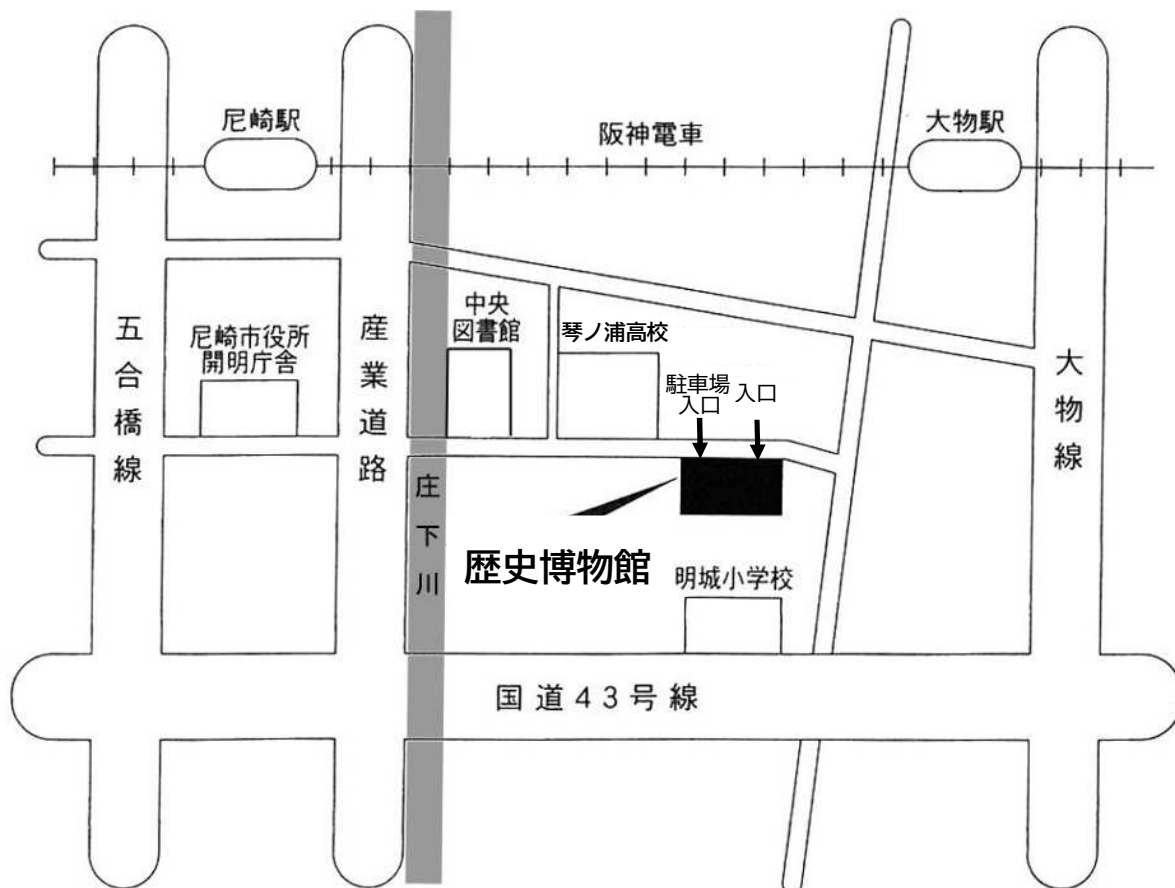 尼崎駅
阪神電車
大物駅
五合橋線
尼崎市役所
開明庁舎
産業道路
中央
図書館
琴ノ浦高校
駐車場
入口
入口
大物線
庄下川
歴史博物館
明城小学校
国道43号線